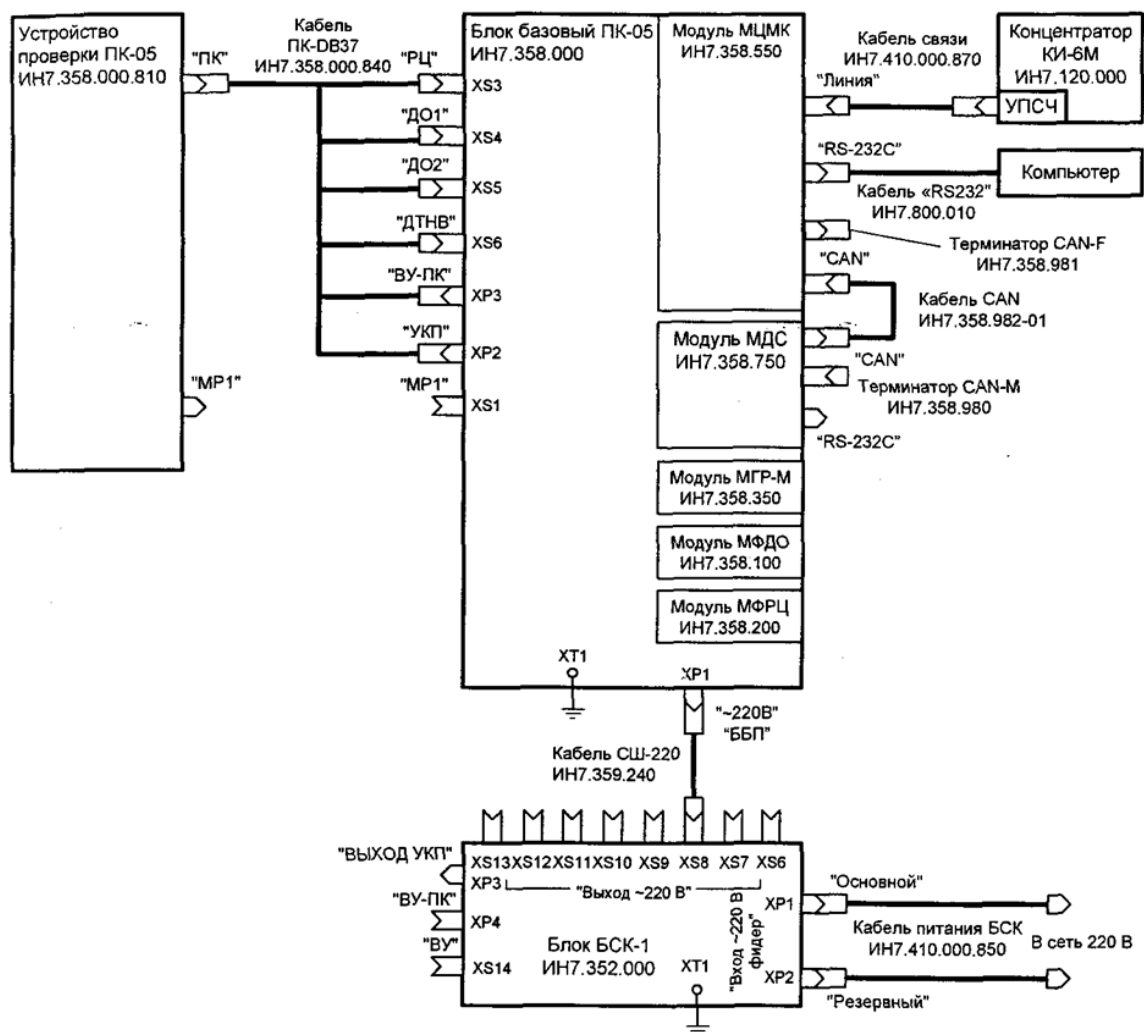 Устройство
проверки ПК-05
ИН7.358.000.810
"ПК"
"МР1"
Кабель
ПК-DB37
ИН7.358.000.840
"РЦ"
"ДО1"
"ДО2"
"ДТНВ"
"ВУ-ПК"
"УКП"
"МР1"
Блок базовый ПК-05
ИН7.358.000
XS3
XS4
XS5
XS6
XP3
XP2
XS1
Модуль МЦМК
ИН7.358.550
Модуль МДС
ИН7.358.750
Модуль МГР-М
ИН7.358.350
Модуль МФДО
ИН7.358.100
Модуль МФРЦ
ИН7.358.200
XT1
XP1
Кабель связи
ИН7.410.000.870
"Линия"
Концентратор
КИ-6М
ИН7.120.000
УПСЧ
"RS-232C"
Компьютер
Кабель «RS232"
ИН7.800.010
Терминатор CAN-F
ИН7.358.981
"CAN"
Кабель CAN
ИН7.358.982-01
"CAN"
Терминатор CAN-M
ИН7.358.980
"RS-232C"
"~220В"
"ББП"
Кабель СШ-220
ИН7.359.240
"ВЫХОД УКП"
"ВУ-ПК"
"ВУ"
XS13 XS12 XS11 XS10 XS9 XS8 XS7 XS6
XP3
"Выход ~220 В"
XP4
XS14
Блок БСК-1
ИН7.352.000
XT1
"Вход ~220 В
фидер"
XP1
XP2
"Основной"
Кабель питания БСК
ИН7.410.000.850
В сеть 220 В
"Резервный"